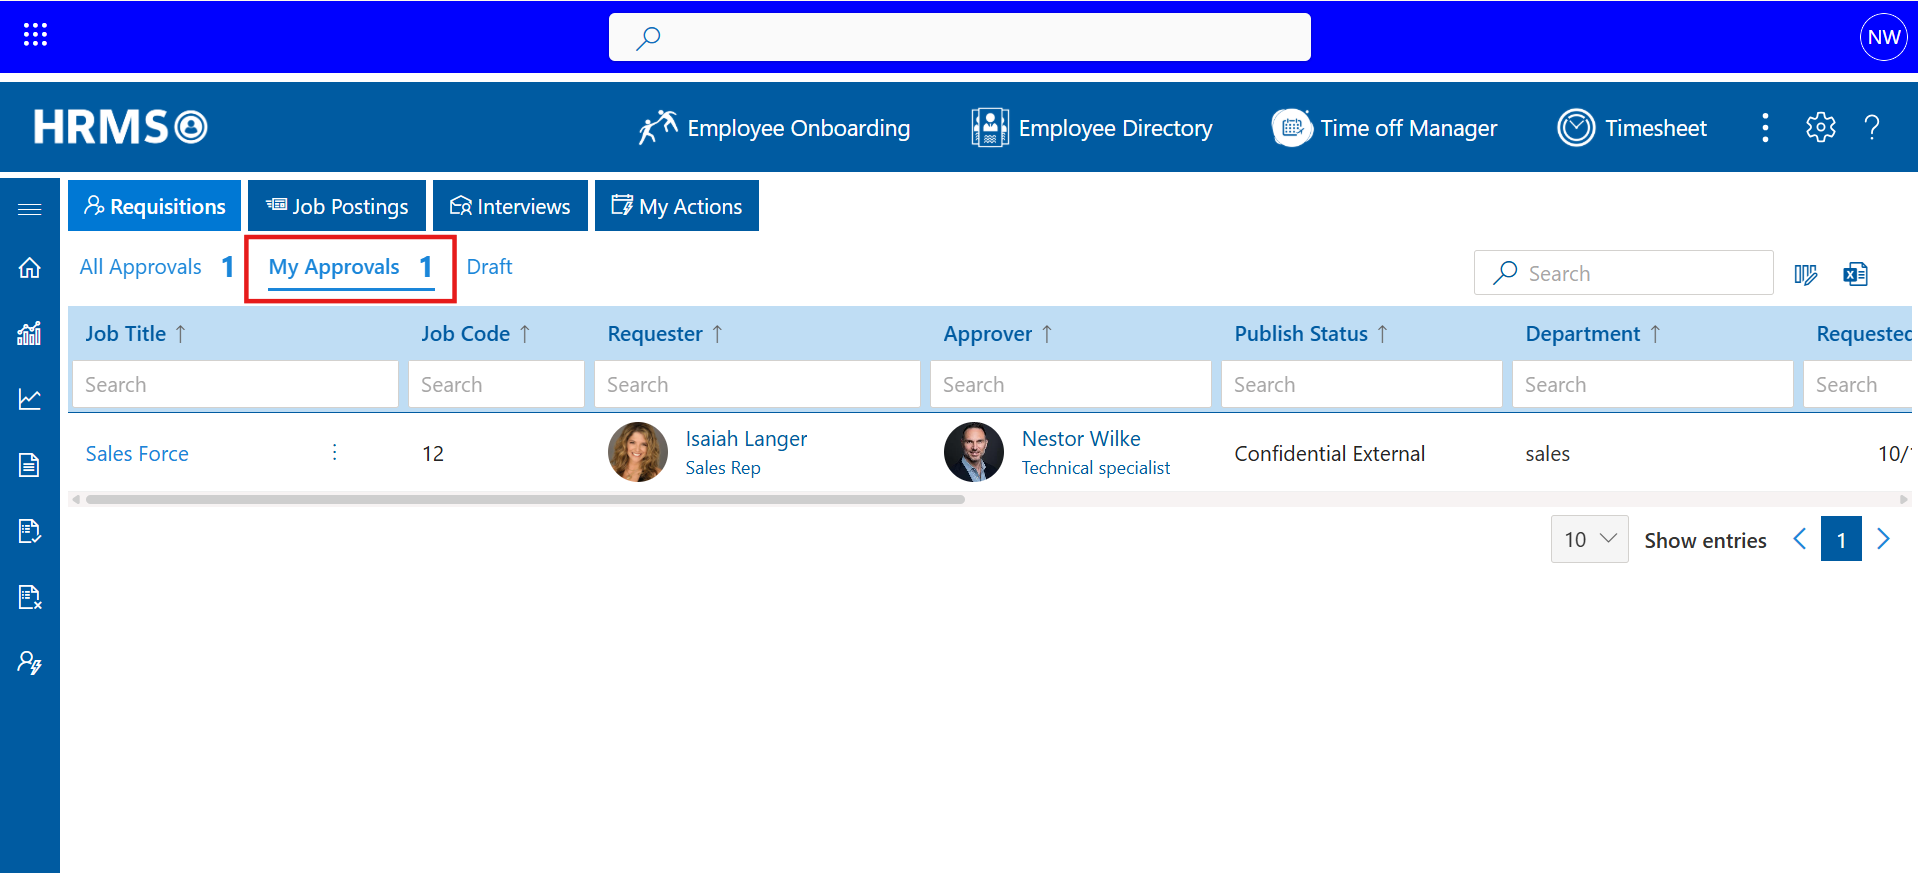 NW
HRMS
Employee Onboarding Employee Directory Time off Manager Timesheet ?
Requisitions Job Postings Interviews My Actions
All Approvals 1 My Approvals 1 Draft Search
Job Title ↑ Job Code ↑ Requester ↑ Approver ↑ Publish Status ↑ Department ↑ Requested
Search Search Search Search Search Search Search
Sales Force 12 Isaiah Langer Nestor Wilke Confidential External sales 10/
Sales Rep Technical specialist
10 Show entries 1